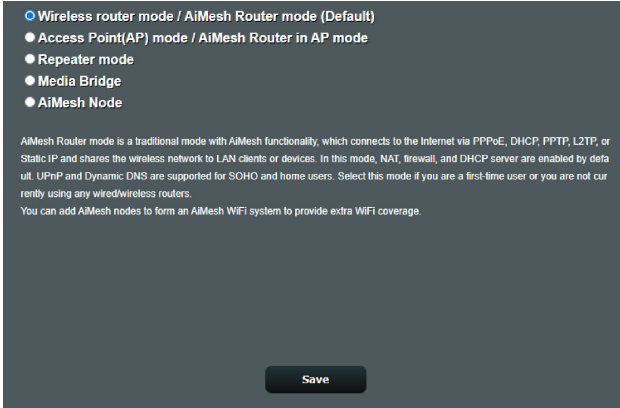 Wireless router mode / AiMesh Router mode (Default)
Access Point(AP) mode / AiMesh Router in AP mode
Repeater mode
Media Bridge
AiMesh Node
AiMesh Router mode is a traditional mode with AiMesh functionality, which connects to the Internet via PPPoE, DHCP, PPTP, L2TP, or
Static IP and shares the wireless network to LAN clients or devices. In this mode, NAT, firewall, and DHCP server are enabled by defa
ult. UPnP and Dynamic DNS are supported for SOHO and home users. Select this mode if you are a first-time user or you are not cur
rently using any wired/wireless routers.
You can add AiMesh nodes to form an AiMesh WiFi system to provide extra WiFi coverage.
Save